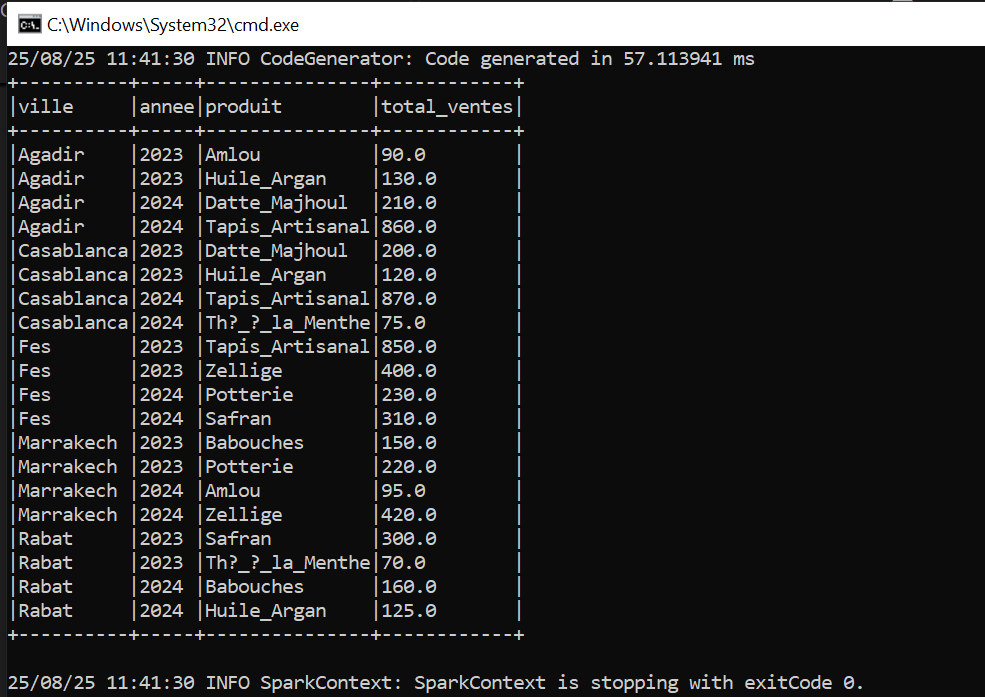 C:\Windows\System32\cmd.exe
25/08/25 11:41:30 INFO CodeGenerator: Code generated in 57.113941 ms
+----------+-----+---------------+------------+
|ville     |annee|produit        |total_ventes|
+----------+-----+---------------+------------+
|Agadir    |2023 |Amlou          |90.0        |
|Agadir    |2023 |Huile_Argan    |130.0       |
|Agadir    |2024 |Datte_Majhoul  |210.0       |
|Agadir    |2024 |Tapis_Artisanal|860.0       |
|Casablanca|2023 |Datte_Majhoul  |200.0       |
|Casablanca|2023 |Huile_Argan    |120.0       |
|Casablanca|2024 |Tapis_Artisanal|870.0       |
|Casablanca|2024 |Th?_?_la_Menthe|75.0        |
|Fes       |2023 |Tapis_Artisanal|850.0       |
|Fes       |2023 |Zellige        |400.0       |
|Fes       |2024 |Potterie       |230.0       |
|Fes       |2024 |Safran         |310.0       |
|Marrakech |2023 |Babouches      |150.0       |
|Marrakech |2023 |Potterie       |220.0       |
|Marrakech |2024 |Amlou          |95.0        |
|Marrakech |2024 |Zellige        |420.0       |
|Rabat     |2023 |Safran         |300.0       |
|Rabat     |2023 |Th?_?_la_Menthe|70.0        |
|Rabat     |2024 |Babouches      |160.0       |
|Rabat     |2024 |Huile_Argan    |125.0       |
+----------+-----+---------------+------------+
25/08/25 11:41:30 INFO SparkContext: SparkContext is stopping with exitCode 0.